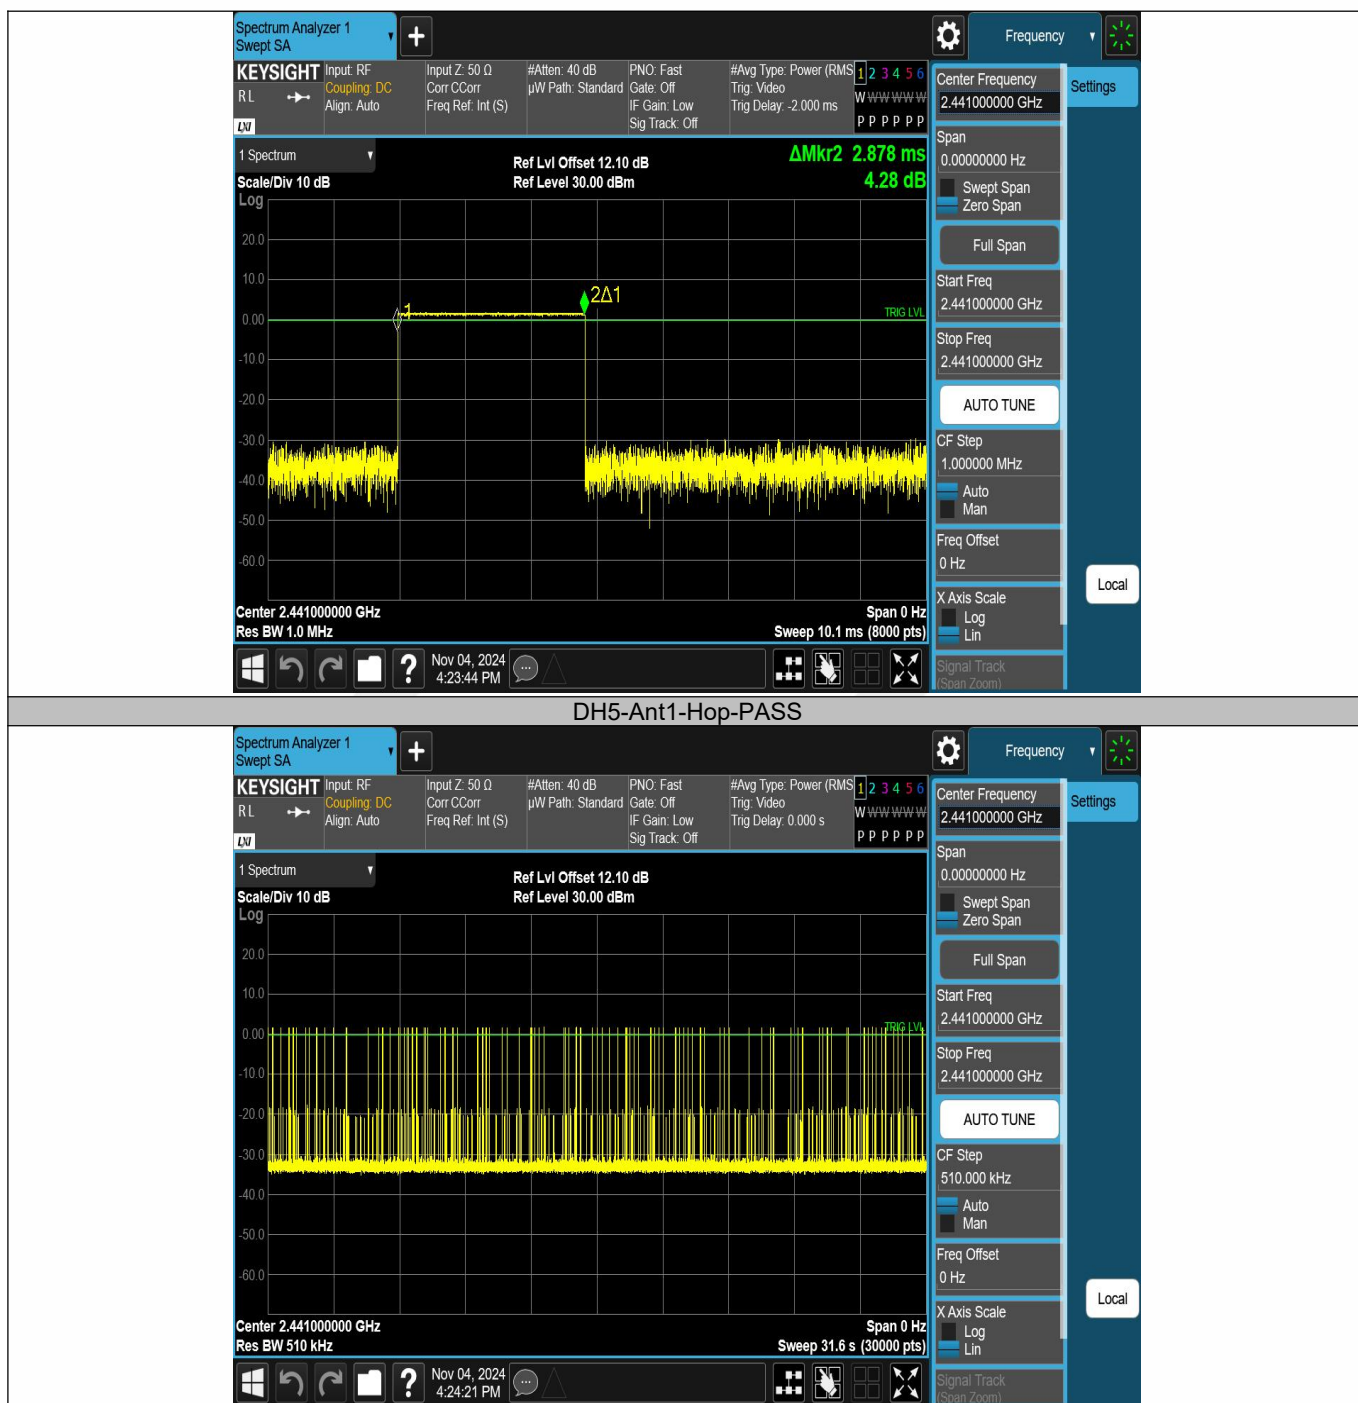 Spectrum Analyzer 1
Swept SA
Frequency
KEYSIGHT
RL
LXI
Input: RF
Coupling: DC
Align: Auto
Input Z: 50 Ω
Corr CCorr
Freq Ref: Int (S)
#Atten: 40 dB
µW Path: Standard
PNO: Fast
Gate: Off
IF Gain: Low
Sig Track: Off
#Avg Type: Power (RMS
Trig: Video
Trig Delay: -2.000 ms
1 2 3 4 5 6
W W W W W W
P P P P P P
1 Spectrum
Scale/Div 10 dB
Log
Ref Lvl Offset 12.10 dB
Ref Level 30.00 dBm
ΔMkr2 2.878 ms
4.28 dB
20.0
10.0
0.00
-10.0
-20.0
-30.0
-40.0
-50.0
-60.0
1
2Δ1
TRIG LVL
Center 2.441000000 GHz
Res BW 1.0 MHz
Span 0 Hz
Sweep 10.1 ms (8000 pts)
Nov 04, 2024
4:23:44 PM
Center Frequency
2.441000000 GHz
Settings
Span
0.00000000 Hz
Swept Span
Zero Span
Full Span
Start Freq
2.441000000 GHz
Stop Freq
2.441000000 GHz
AUTO TUNE
CF Step
1.000000 MHz
Auto
Man
Freq Offset
0 Hz
Local
X Axis Scale
Log
Lin
Signal Track
(Span Zoom)
DH5-Ant1-Hop-PASS
Spectrum Analyzer 1
Swept SA
Frequency
KEYSIGHT
RL
LXI
Input: RF
Coupling: DC
Align: Auto
Input Z: 50 Ω
Corr CCorr
Freq Ref: Int (S)
#Atten: 40 dB
µW Path: Standard
PNO: Fast
Gate: Off
IF Gain: Low
Sig Track: Off
#Avg Type: Power (RMS
Trig: Video
Trig Delay: 0.000 s
1 2 3 4 5 6
W W W W W W
P P P P P P
1 Spectrum
Scale/Div 10 dB
Log
Ref Lvl Offset 12.10 dB
Ref Level 30.00 dBm
20.0
10.0
0.00
-10.0
-20.0
-30.0
-40.0
-50.0
-60.0
TRIG LVL
Center 2.441000000 GHz
Res BW 510 kHz
Span 0 Hz
Sweep 31.6 s (30000 pts)
Nov 04, 2024
4:24:21 PM
Center Frequency
2.441000000 GHz
Settings
Span
0.00000000 Hz
Swept Span
Zero Span
Full Span
Start Freq
2.441000000 GHz
Stop Freq
2.441000000 GHz
AUTO TUNE
CF Step
510.000 kHz
Auto
Man
Freq Offset
0 Hz
Local
X Axis Scale
Log
Lin
Signal Track
(Span Zoom)